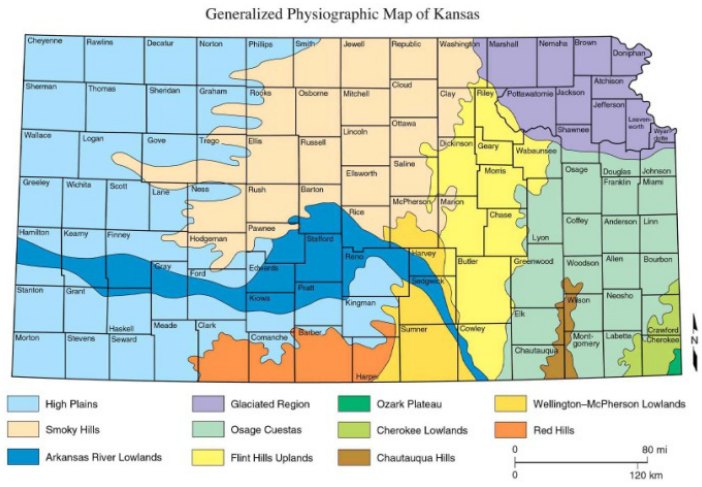 Generalized Physiographic Map of Kansas
Cheyenne Rawlins Decatur Norton Phillips Smith Jewell Republic Washington Marshall Nemaha Brown
Doniphan
Sherman Thomas Sheridan Graham Rooks Osborne Mitchell Cloud Clay Riley Pottawatomie Jackson Atchison
Jefferson Leaven-
worth
Wyan-
dotte
Wallace Logan Gove Trego Ellis Russell Lincoln Ottawa Dickinson Geary Wabaunsee Shawnee
Ellsworth Saline Morris Osage Douglas Johnson
Greeley Wichita Scott Lane Ness Rush Barton McPherson Marion Franklin Miami
Rice Chase
Hamilton Kearny Finney Hodgeman Pawnee Stafford Lyon Coffey Anderson Linn
Gray Ford Edwards Reno Harvey Butler Greenwood Woodson Allen Bourbon
Stanton Grant Kiowa Pratt Kingman Sedgwick Wilson Neosho
Haskell Meade Clark Elk
Morton Stevens Seward Comanche Barber Sumner Cowley Chautauqua Mont-
gomery
Labette Crawford
Cherokee
Harper
N
High Plains Glaciated Region Ozark Plateau Wellington–McPherson Lowlands
Smoky Hills Osage Cuestas Cherokee Lowlands Red Hills
Arkansas River Lowlands Flint Hills Uplands Chautauqua Hills
0 80 mi
0 120 km